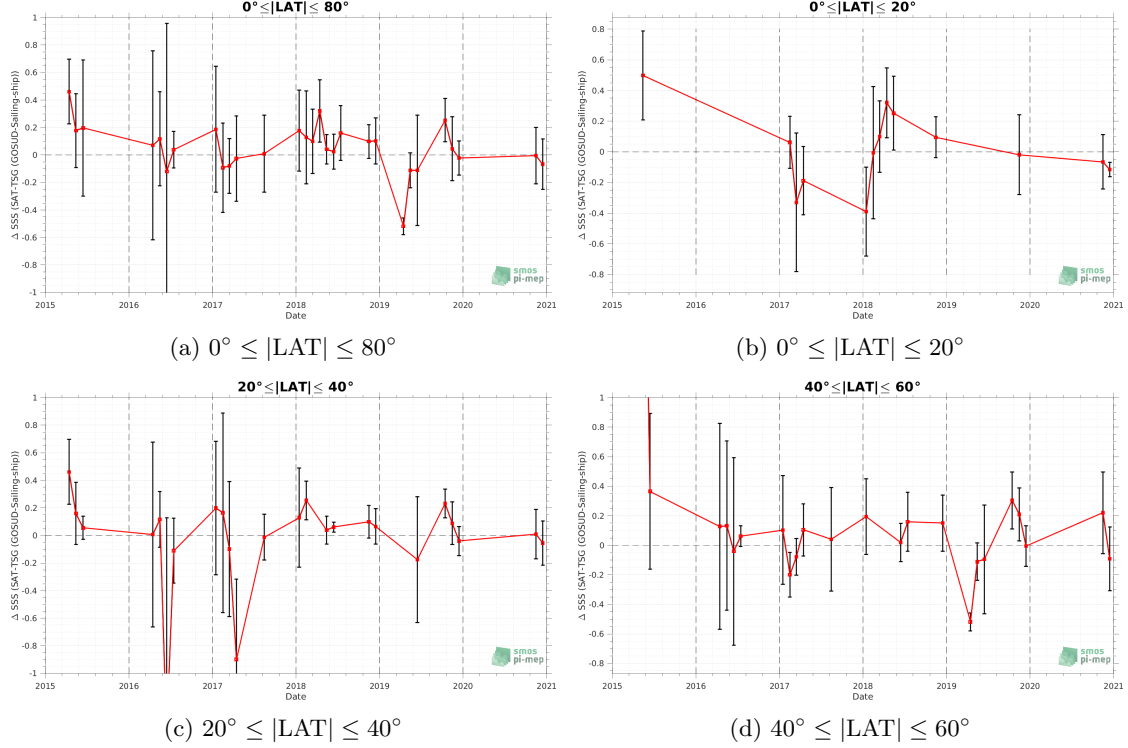 0°≤|LAT|≤ 80°
1
0.8
0.6
0.4
0.2
0
-0.2
-0.4
-0.6
-0.8
-1
Δ SSS (SAT-TSG (GOSUD-Sailing-ship))
2015 2016 2017 2018 2019 2020 2021
Date
smos
pi-mep
(a) 0° ≤ |LAT| ≤ 80°
0°≤|LAT|≤ 20°
0.8
0.6
0.4
0.2
0
-0.2
-0.4
-0.6
-0.8
Δ SSS (SAT-TSG (GOSUD-Sailing-ship))
2015 2016 2017 2018 2019 2020 2021
Date
smos
pi-mep
(b) 0° ≤ |LAT| ≤ 20°
20°≤|LAT|≤ 40°
1
0.8
0.6
0.4
0.2
0
-0.2
-0.4
-0.6
-0.8
-1
Δ SSS (SAT-TSG (GOSUD-Sailing-ship))
2015 2016 2017 2018 2019 2020 2021
Date
smos
pi-mep
(c) 20° ≤ |LAT| ≤ 40°
40°≤|LAT|≤ 60°
1
0.8
0.6
0.4
0.2
0
-0.2
-0.4
-0.6
-0.8
Δ SSS (SAT-TSG (GOSUD-Sailing-ship))
2015 2016 2017 2018 2019 2020 2021
Date
smos
pi-mep
(d) 40° ≤ |LAT| ≤ 60°